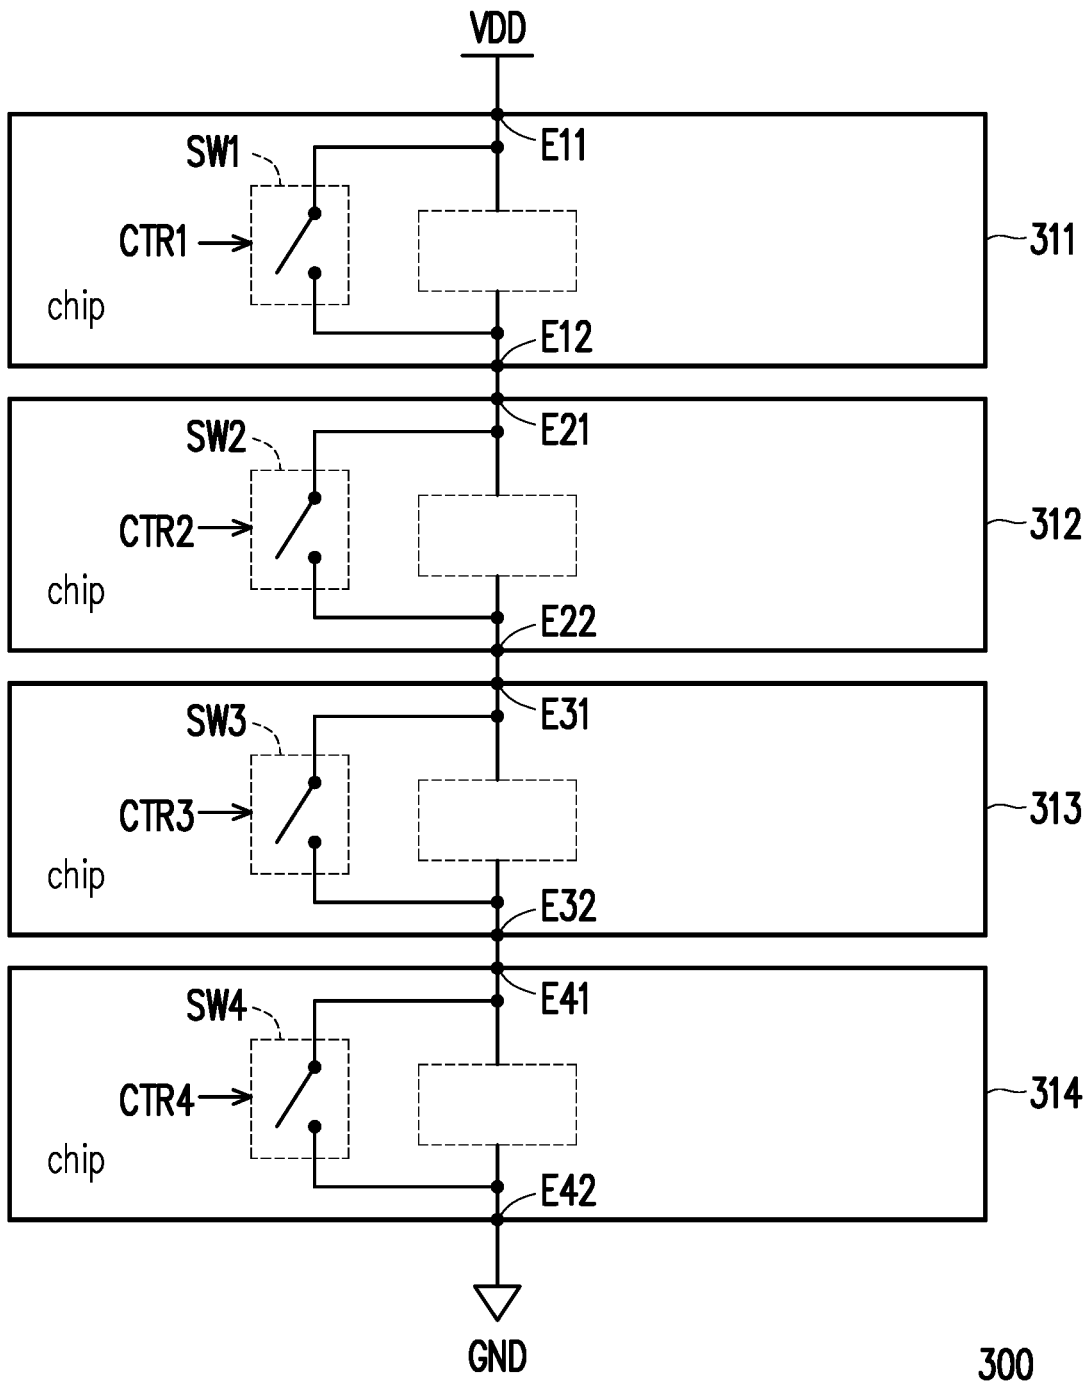 VDD
E11
SW1
CTR1
311
chip
E12
E21
SW2
CTR2
312
chip
E22
E31
SW3
CTR3
313
chip
E32
E41
SW4
CTR4
314
chip
E42
GND
300